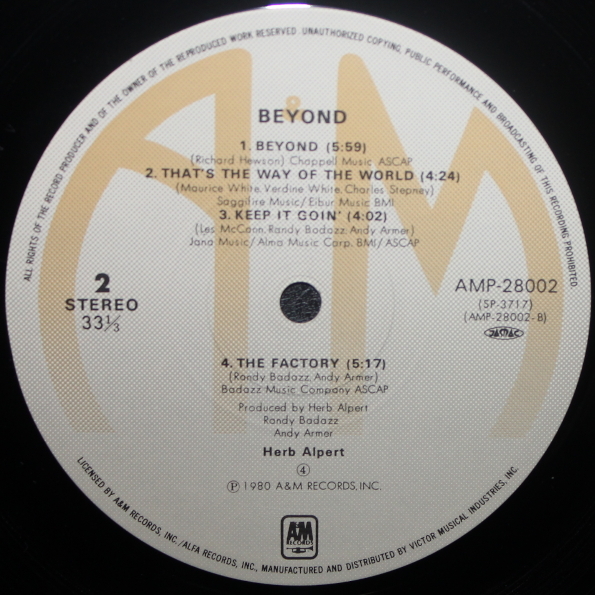 ALL RIGHTS OF THE RECORD PRODUCER AND OF THE OWNER OF THE REPRODUCED WORK RESERVED. UNAUTHORIZED COPYING, PUBLIC PERFORMANCE AND BROADCASTING OF THIS RECORDING PROHIBITED.
BEYOND
1. BEYOND (5:59)
(Richard Hewson) Chappell Music ASCAP
2. THAT'S THE WAY OF THE WORLD (4:24)
(Maurice White, Verdine White, Charles Stepney)
Saggifire Music/Eibur Music BMI
3. KEEP IT GOIN' (4:02)
(Les McCann, Randy Badazz, Andy Armer)
Jana Music/Almo Music Carp. BMI/ASCAP
2
STEREO
33⅓
AMP-28002
(SP-3717)
(AMP-28002-B)
JASRAC
4. THE FACTORY (5:17)
(Randy Badazz, Andy Armer)
Badazz Music Company ASCAP
Produced by Herb Alpert
Randy Badazz
Andy Armer
Herb Alpert
④
Ⓟ 1980 A&M RECORDS, INC.
A&M
RECORDS
LICENSED BY A&M RECORDS, INC./ALFA RECORDS, INC., MANUFACTURED AND DISTRIBUTED BY VICTOR MUSICAL INDUSTRIES, INC.